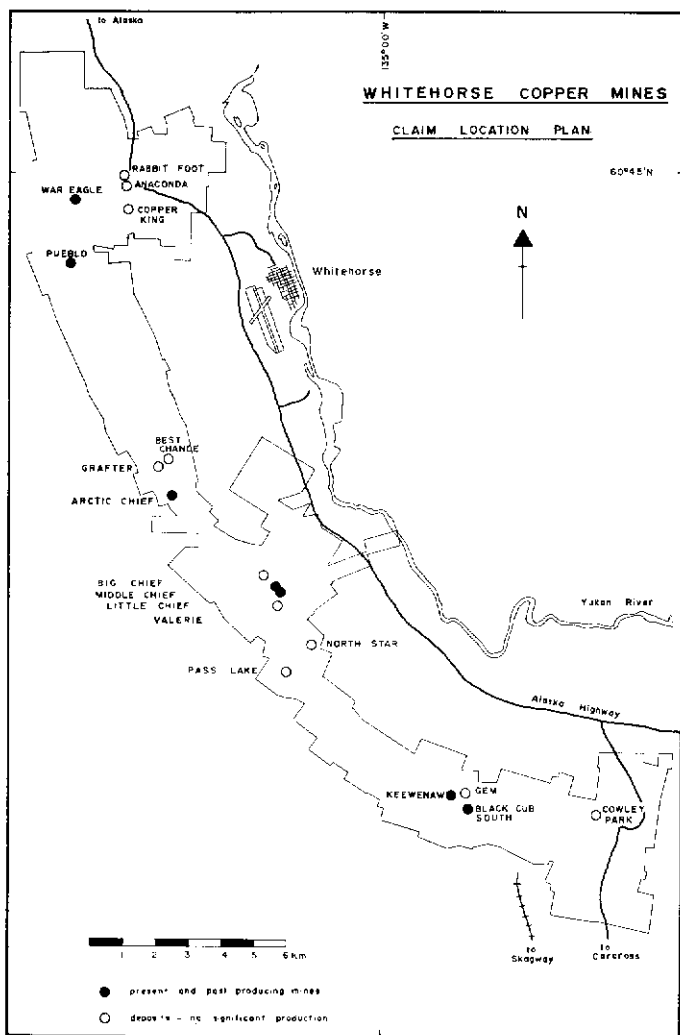 to Alaska
135°00'W
WHITEHORSE COPPER MINES
CLAIM LOCATION PLAN
RABBIT FOOT
60°45'N
ANACONDA
WAR EAGLE
COPPER
KING
N
PUEBLO
Whitehorse
BEST
CHANCE
GRAFTER
ARCTIC CHIEF
BIG CHIEF
MIDDLE CHIEF
LITTLE CHIEF
VALERIE
Yukon River
NORTH STAR
PASS LAKE
Alaska Highway
KEEWENAW
GEM
BLACK CUB
SOUTH
COWLEY
PARK
1 2 3 4 5 6 Km
to
Skagway
to
Carcross
present and past producing mines
deposits - no significant production